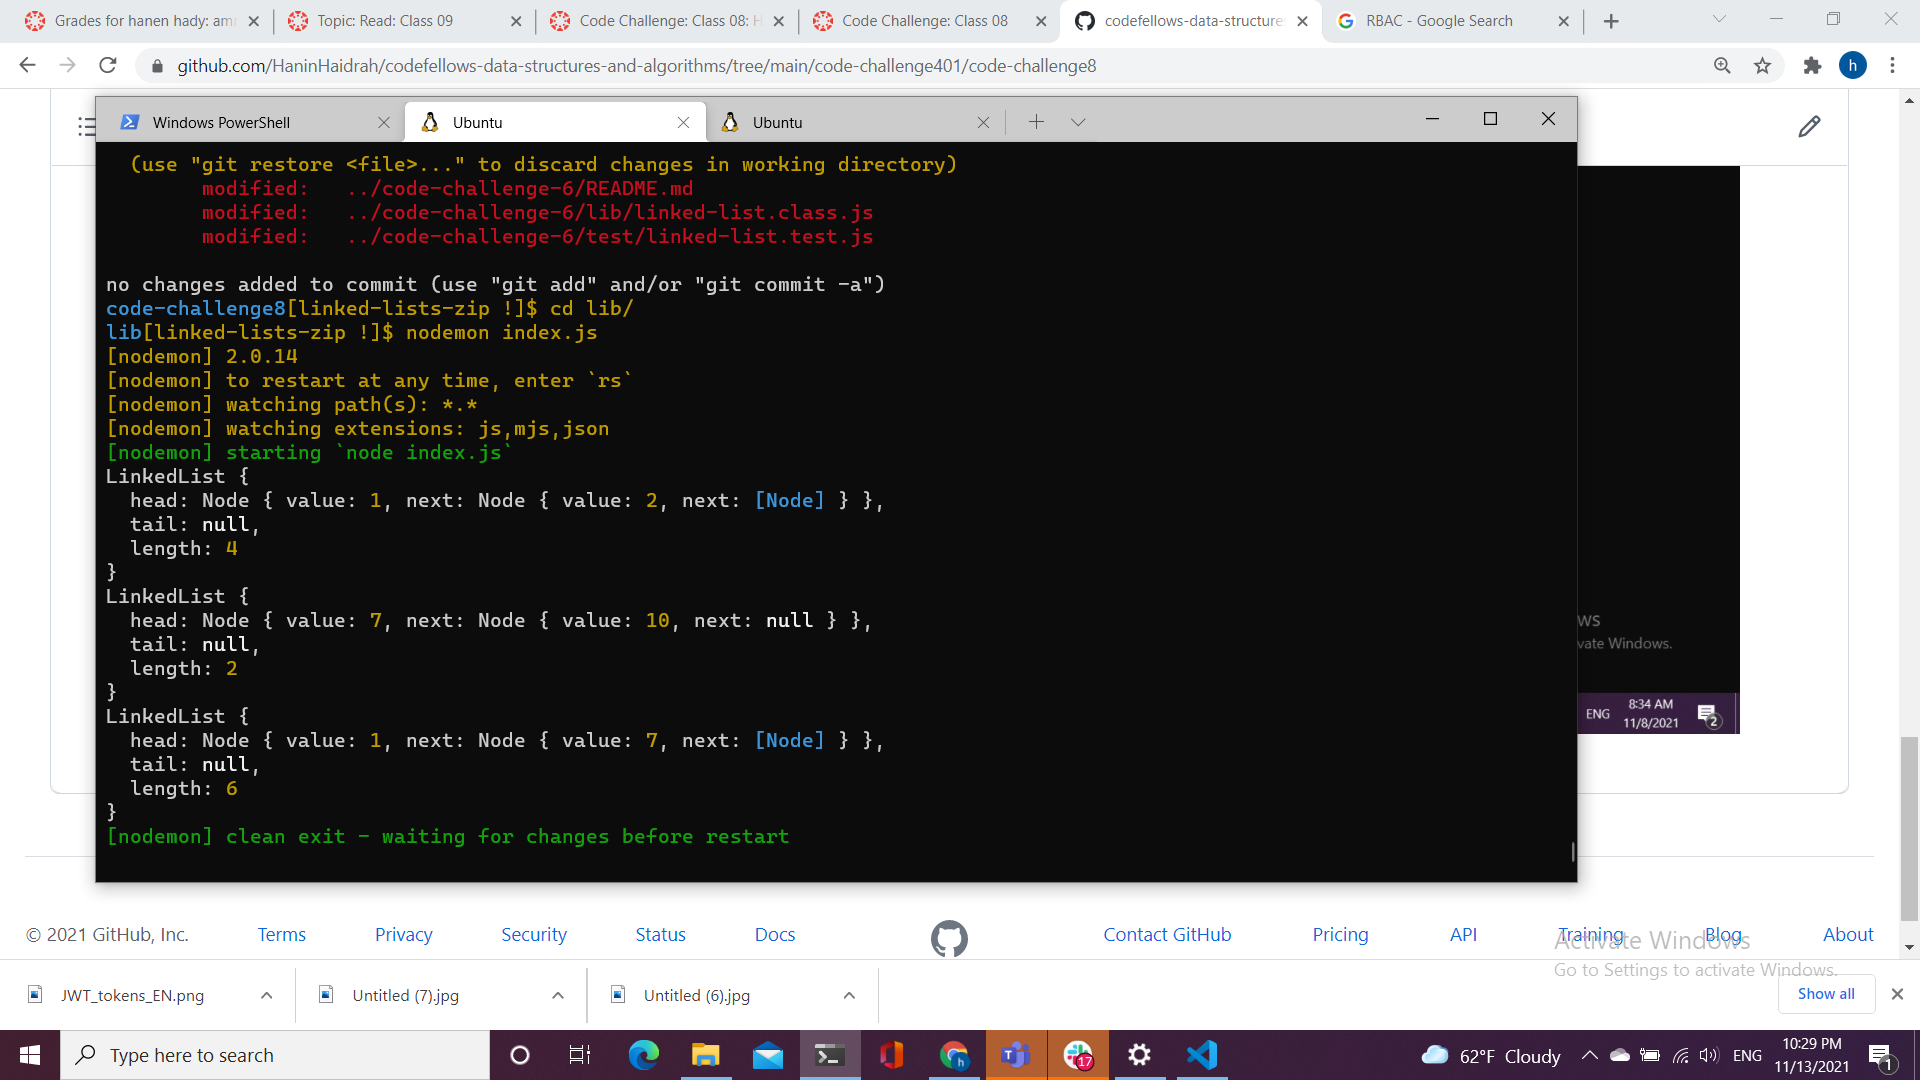 Grades for hanen hady: am
Topic: Read: Class 09
Code Challenge: Class 08: H
Code Challenge: Class 08
codefellows-data-structures
RBAC - Google Search
github.com/HaninHaidrah/codefellows-data-structures-and-algorithms/tree/main/code-challenge401/code-challenge8
h
Windows PowerShell
Ubuntu
Ubuntu
(use "git restore <file>..." to discard changes in working directory)
modified:   ../code-challenge-6/README.md
modified:   ../code-challenge-6/lib/linked-list.class.js
modified:   ../code-challenge-6/test/linked-list.test.js
no changes added to commit (use "git add" and/or "git commit -a")
code-challenge8[linked-lists-zip !]$ cd lib/
lib[linked-lists-zip !]$ nodemon index.js
[nodemon] 2.0.14
[nodemon] to restart at any time, enter `rs`
[nodemon] watching path(s): *.*
[nodemon] watching extensions: js,mjs,json
[nodemon] starting `node index.js`
LinkedList {
  head: Node { value: 1, next: Node { value: 2, next: [Node] } },
  tail: null,
  length: 4
}
LinkedList {
  head: Node { value: 7, next: Node { value: 10, next: null } },
  tail: null,
  length: 2
}
LinkedList {
  head: Node { value: 1, next: Node { value: 7, next: [Node] } },
  tail: null,
  length: 6
}
[nodemon] clean exit - waiting for changes before restart
ws
vate Windows.
ENG
8:34 AM
11/8/2021
2
© 2021 GitHub, Inc.
Terms
Privacy
Security
Status
Docs
Contact GitHub
Pricing
API
Training
Blog
About
Activate Windows
Go to Settings to activate Windows.
JWT_tokens_EN.png
Untitled (7).jpg
Untitled (6).jpg
Show all
Type here to search
h
17
62°F Cloudy
ENG
10:29 PM
11/13/2021
1